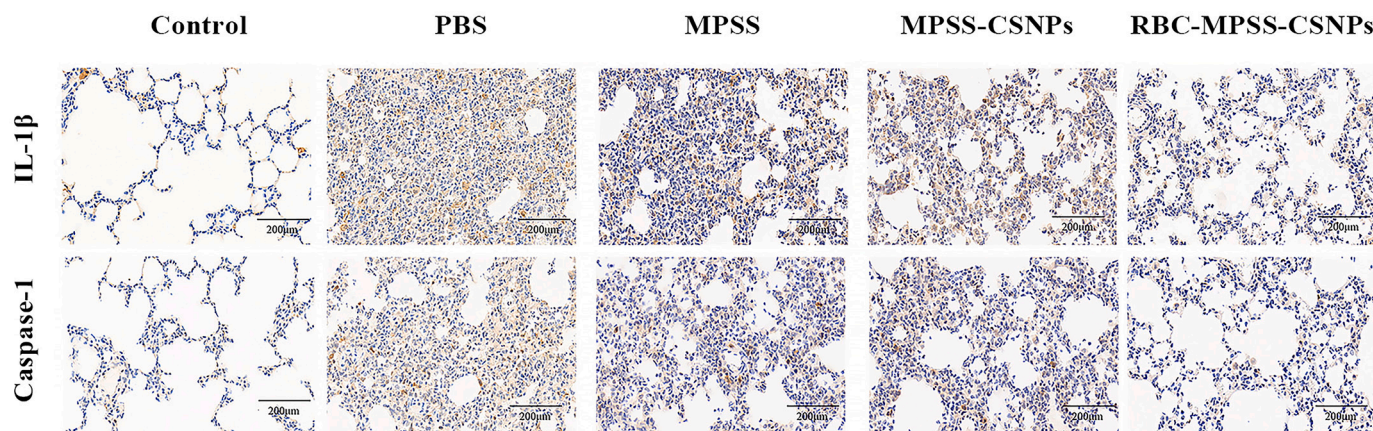 Control PBS MPSS MPSS-CSNPs RBC-MPSS-CSNPs
IL-1β
200μm 200μm 200μm 200μm 200μm
Caspase-1
200μm 200μm 200μm 200μm 200μm